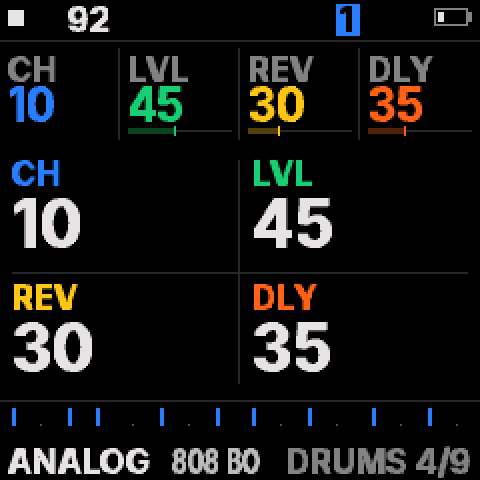 92 1
CH LVL REV DLY
10 45 30 35
CH LVL
10 45
REV DLY
30 35
ANALOG 808 BO DRUMS 4/9